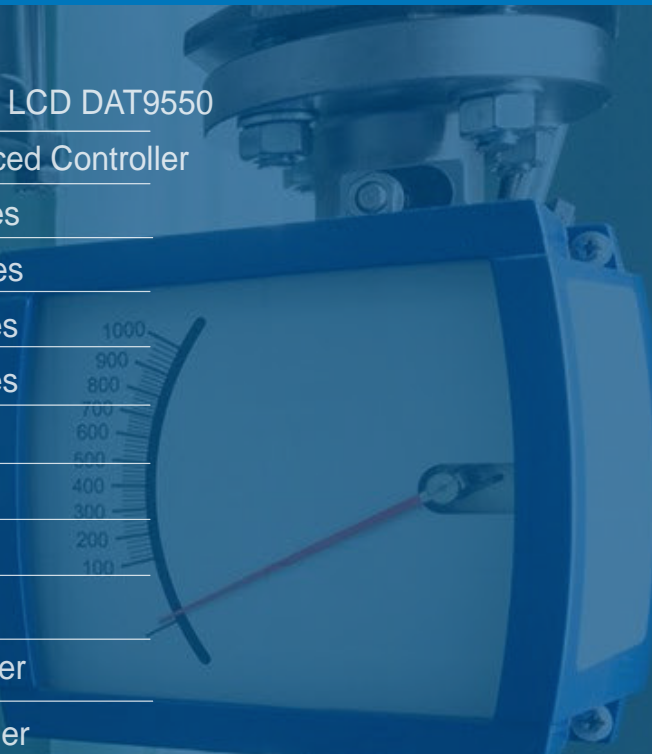 LCD DAT9550
ced Controller
es
es
es
es
1000
900
800
700
600
500
400
300
200
100
er
er